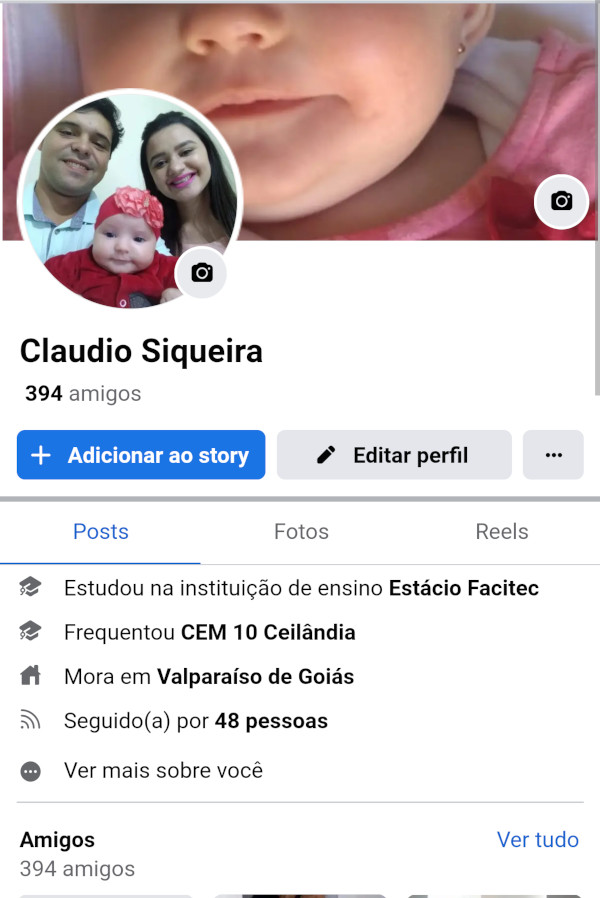 Claudio Siqueira
394 amigos
Adicionar ao story
Editar perfil
Posts
Fotos
Reels
Estudou na instituição de ensino Estácio Facitec
Frequentou CEM 10 Ceilândia
Mora em Valparaíso de Goiás
Seguido(a) por 48 pessoas
Ver mais sobre você
Amigos
Ver tudo
394 amigos